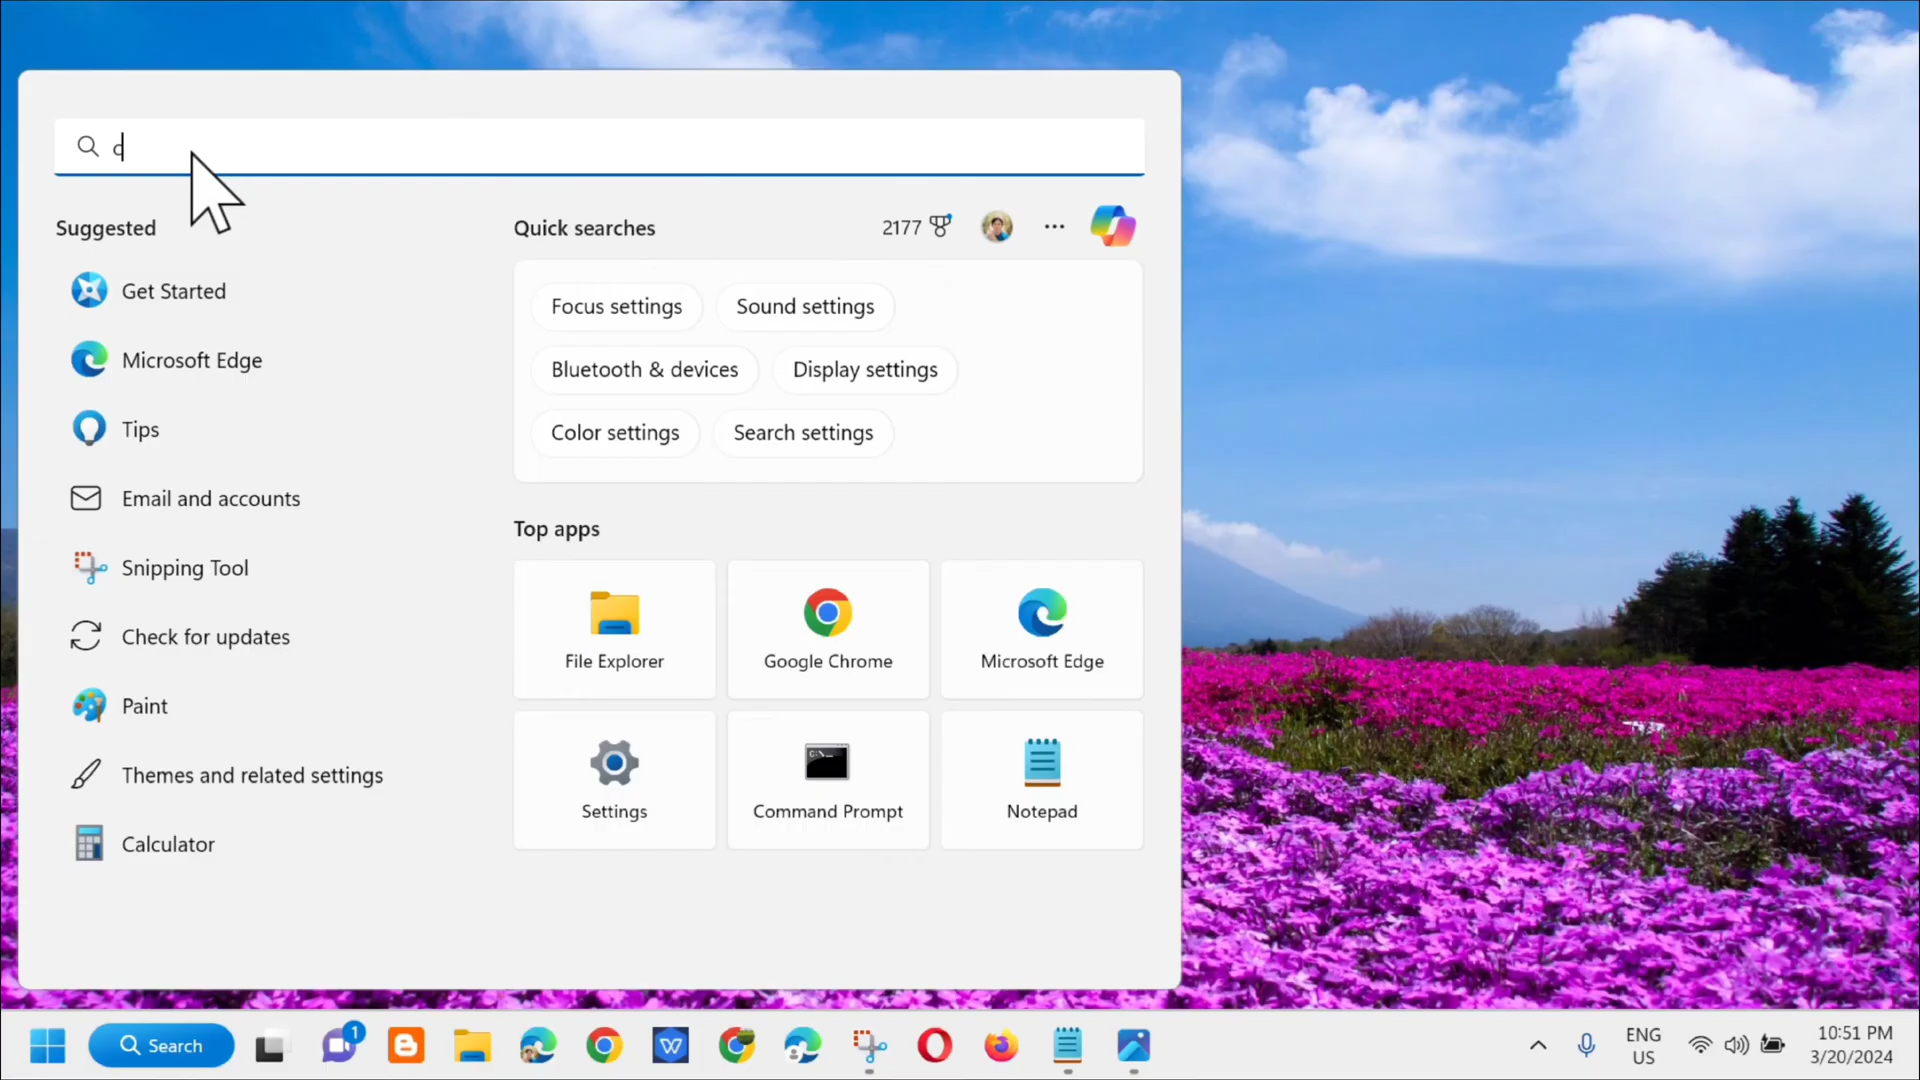 c
Suggested
Quick searches
2177
Get Started
Focus settings
Sound settings
Microsoft Edge
Bluetooth & devices
Display settings
Tips
Color settings
Search settings
Email and accounts
Top apps
Snipping Tool
File Explorer
Google Chrome
Microsoft Edge
Check for updates
Paint
Themes and related settings
Settings
Command Prompt
Notepad
Calculator
Search
1
ENG
US
10:51 PM
3/20/2024